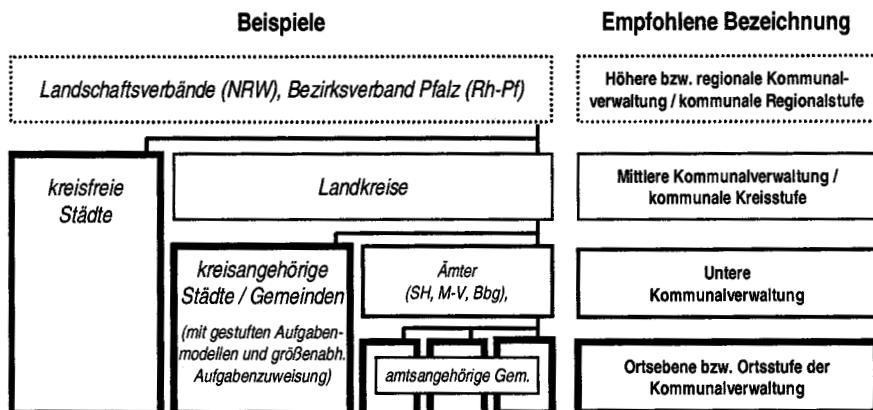 Beispiele
Empfohlene Bezeichnung
Landschaftsverbände (NRW), Bezirksverband Pfalz (Rh-Pf)
Höhere bzw. regionale Kommunal-
verwaltung / kommunale Regionalstufe
kreisfreie
Städte
Landkreise
Mittlere Kommunalverwaltung /
kommunale Kreisstufe
kreisangehörige
Städte / Gemeinden
(mit gestuften Aufgaben-
modellen und größenabh.
Aufgabenzuweisung)
Ämter
(SH, M-V, Bbg),
Untere
Kommunalverwaltung
amtsangehörige Gem.
Ortsebene bzw. Ortsstufe der
Kommunalverwaltung